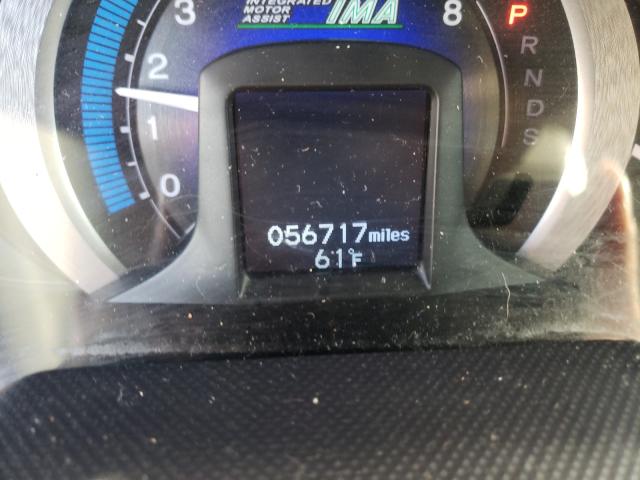 INTEGRATED
MOTOR
ASSIST
IMA
3
2
1
0
8
P
R
N
D
S
056717miles
61°F